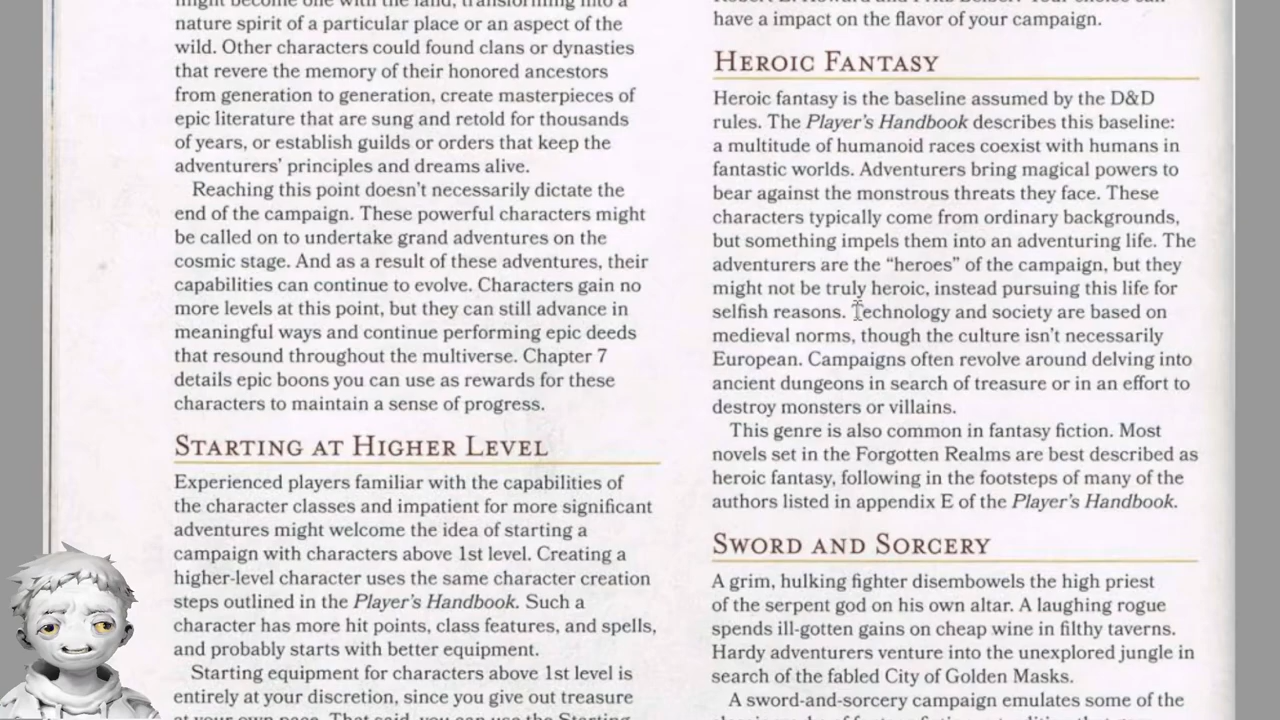 might become one with the land, transforming into a
nature spirit of a particular place or an aspect of the
wild. Other characters could found clans or dynasties
that revere the memory of their honored ancestors
from generation to generation, create masterpieces of
epic literature that are sung and retold for thousands
of years, or establish guilds or orders that keep the
adventurers' principles and dreams alive.
Reaching this point doesn't necessarily dictate the
end of the campaign. These powerful characters might
be called on to undertake grand adventures on the
cosmic stage. And as a result of these adventures, their
capabilities can continue to evolve. Characters gain no
more levels at this point, but they can still advance in
meaningful ways and continue performing epic deeds
that resound throughout the multiverse. Chapter 7
details epic boons you can use as rewards for these
characters to maintain a sense of progress.
STARTING AT HIGHER LEVEL
Experienced players familiar with the capabilities of
the character classes and impatient for more significant
adventures might welcome the idea of starting a
campaign with characters above 1st level. Creating a
higher-level character uses the same character creation
steps outlined in the Player's Handbook. Such a
character has more hit points, class features, and spells,
and probably starts with better equipment.
Starting equipment for characters above 1st level is
entirely at your discretion, since you give out treasure
at your own pace. That said, you can use the Starting
have a impact on the flavor of your campaign.
HEROIC FANTASY
Heroic fantasy is the baseline assumed by the D&D
rules. The Player's Handbook describes this baseline:
a multitude of humanoid races coexist with humans in
fantastic worlds. Adventurers bring magical powers to
bear against the monstrous threats they face. These
characters typically come from ordinary backgrounds,
but something impels them into an adventuring life. The
adventurers are the "heroes" of the campaign, but they
might not be truly heroic, instead pursuing this life for
selfish reasons. Technology and society are based on
medieval norms, though the culture isn't necessarily
European. Campaigns often revolve around delving into
ancient dungeons in search of treasure or in an effort to
destroy monsters or villains.
This genre is also common in fantasy fiction. Most
novels set in the Forgotten Realms are best described as
heroic fantasy, following in the footsteps of many of the
authors listed in appendix E of the Player's Handbook.
SWORD AND SORCERY
A grim, hulking fighter disembowels the high priest
of the serpent god on his own altar. A laughing rogue
spends ill-gotten gains on cheap wine in filthy taverns.
Hardy adventurers venture into the unexplored jungle in
search of the fabled City of Golden Masks.
A sword-and-sorcery campaign emulates some of the